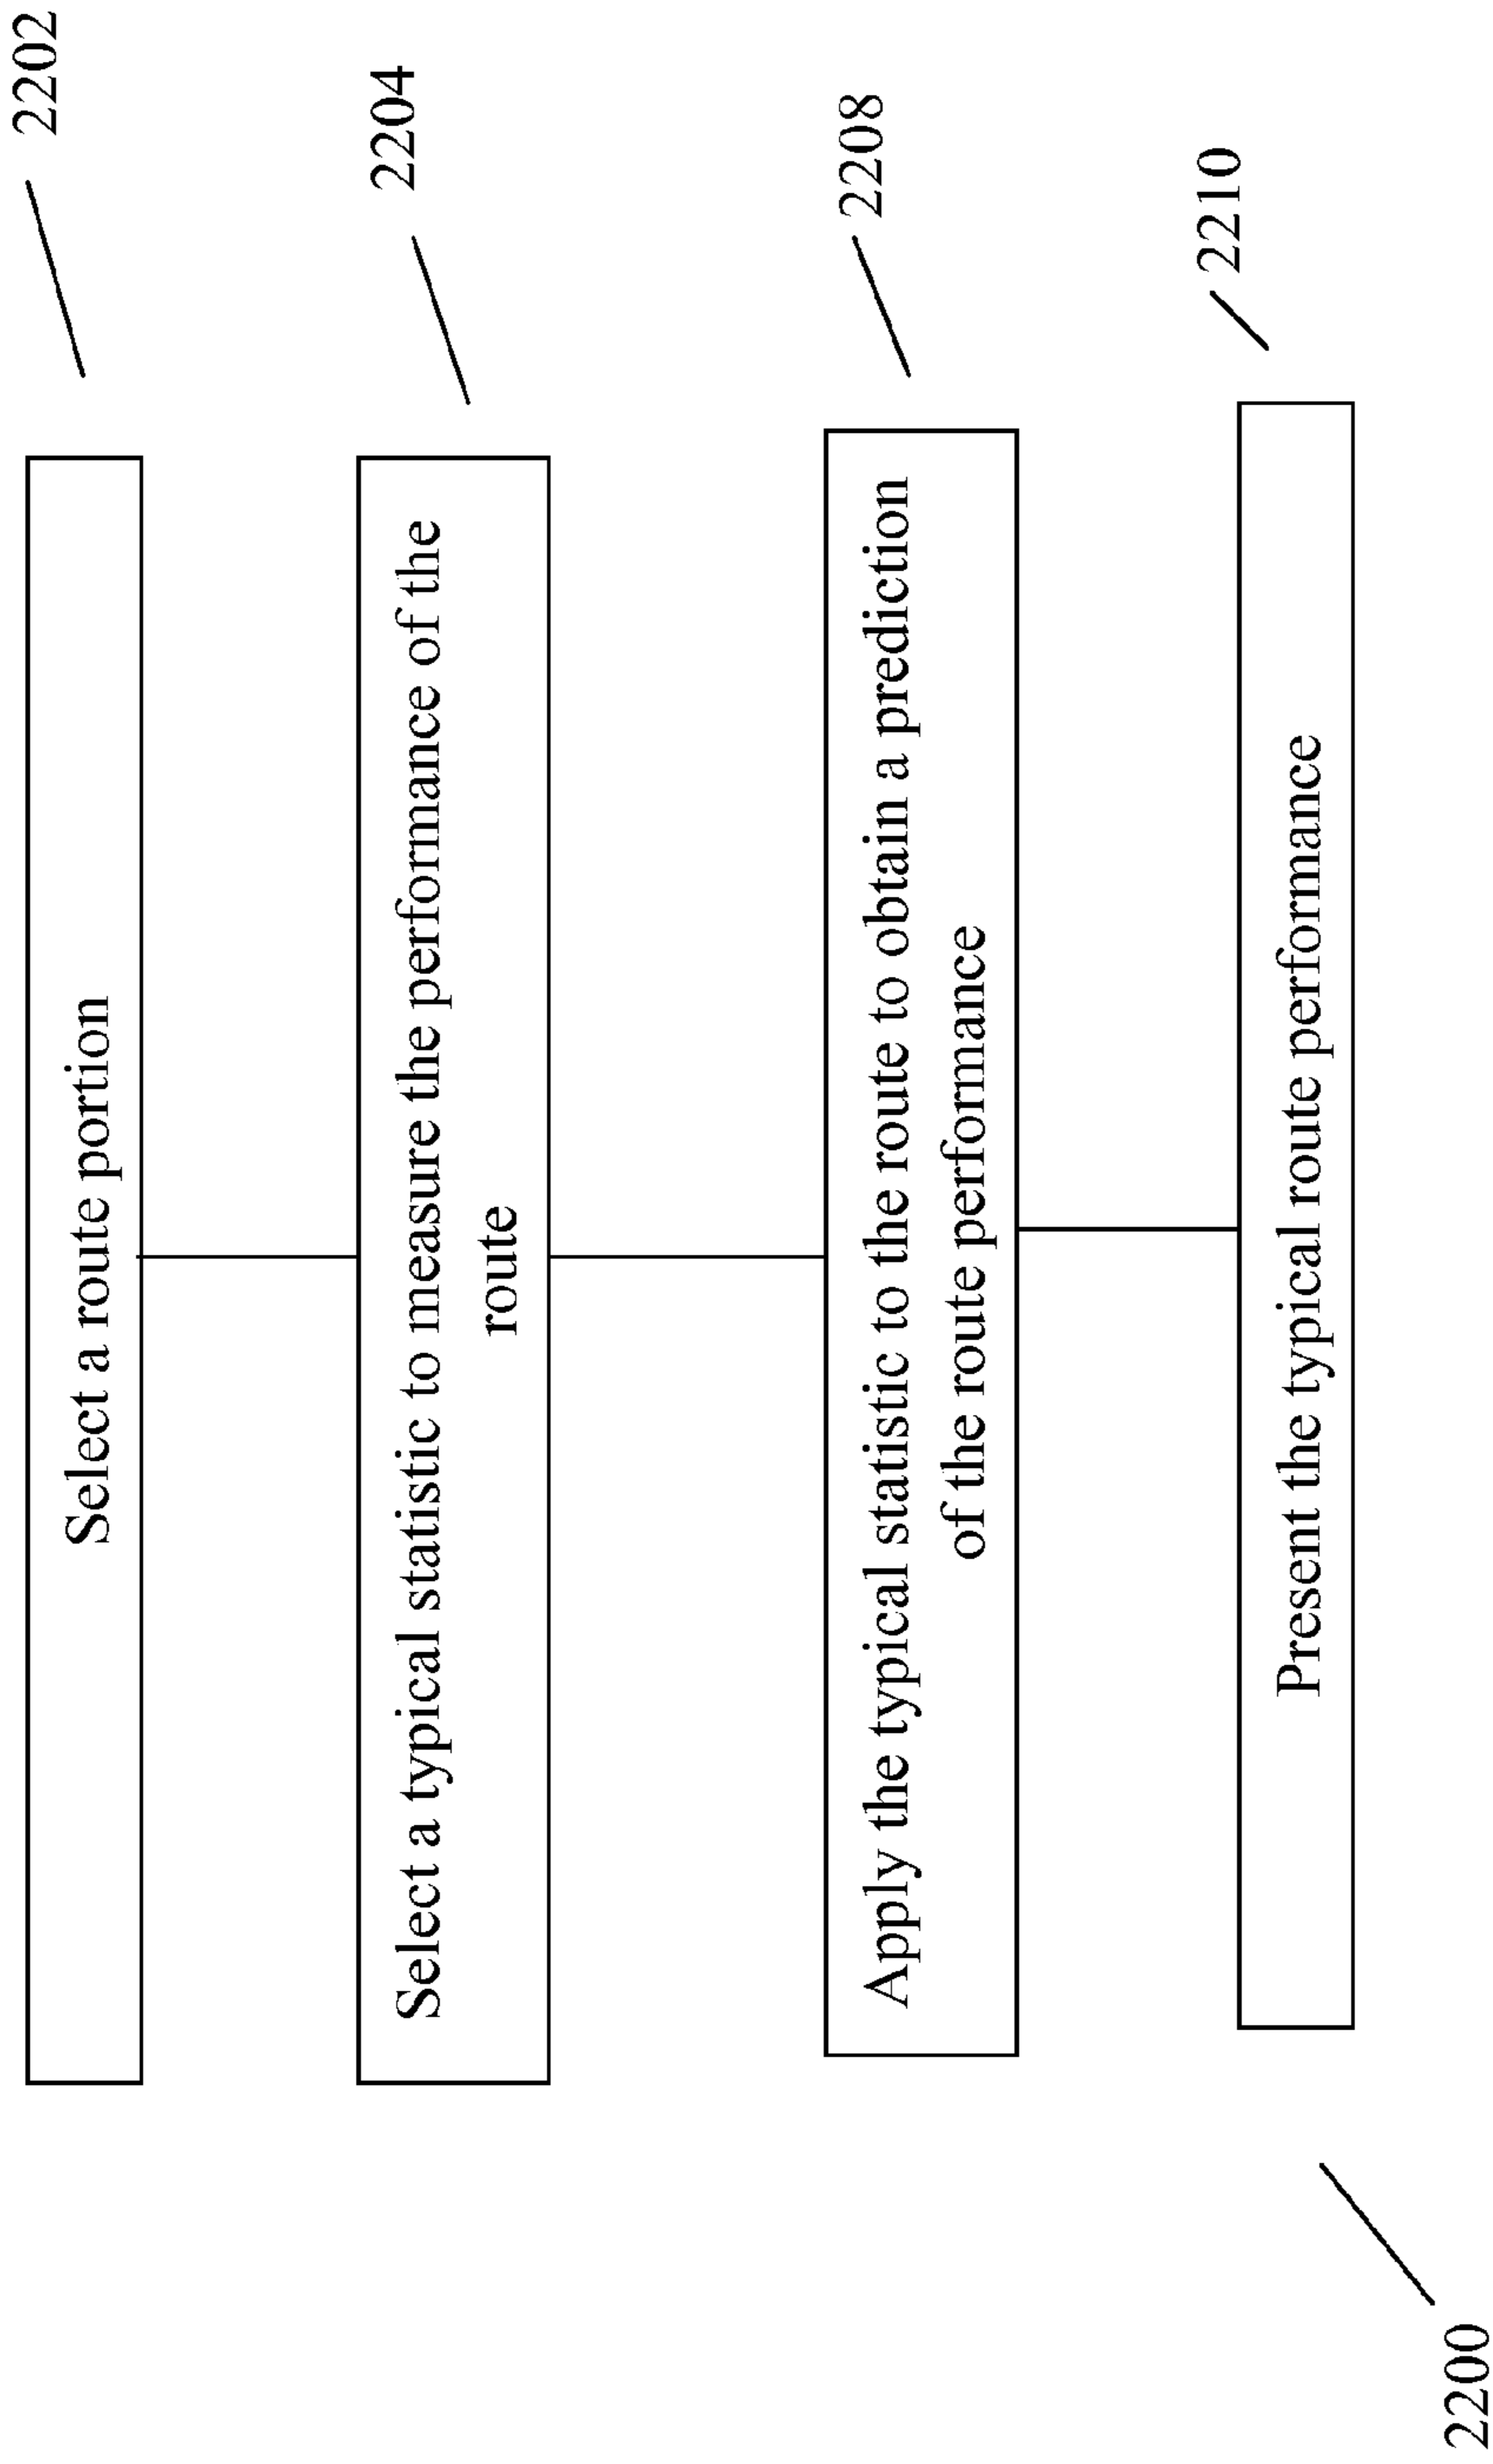 2202
Select a route portion
2204
Select a typical statistic to measure the performance of the
route
2208
Apply the typical statistic to the route to obtain a prediction
of the route performance
2210
Present the typical route performance
2200